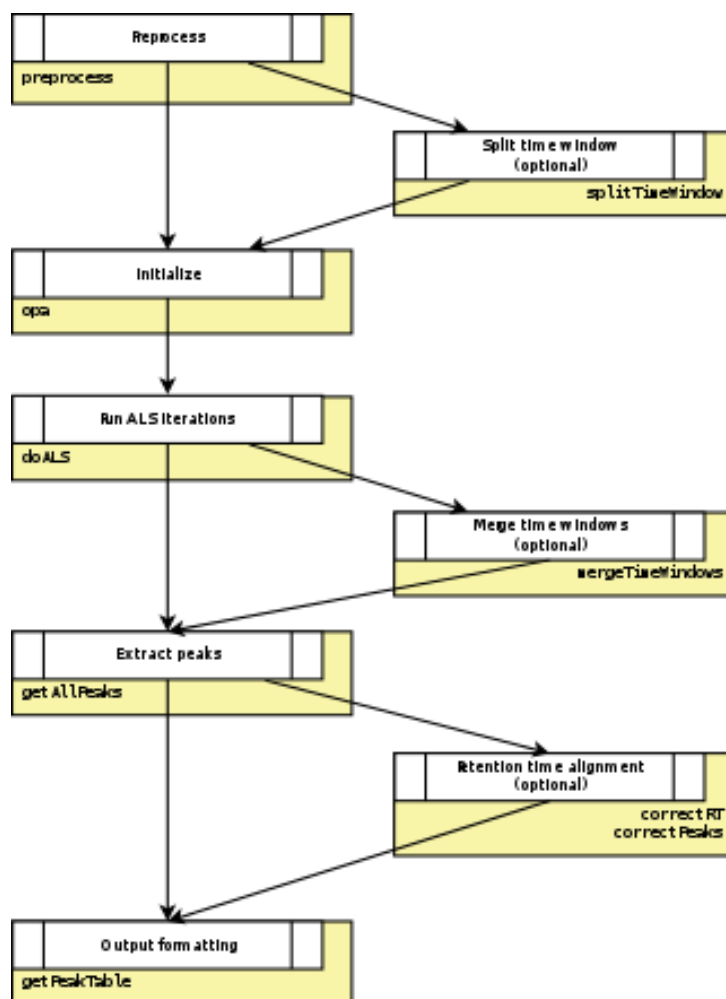 Preprocess
preprocess
Split time window
(optional)
splitTimeWindow
Initialize
opa
Run ALS iterations
doALS
Merge time windows
(optional)
mergeTimeWindows
Extract peaks
getAllPeaks
Retention time alignment
(optional)
correctRT
correctPeaks
Output formatting
getPeakTable